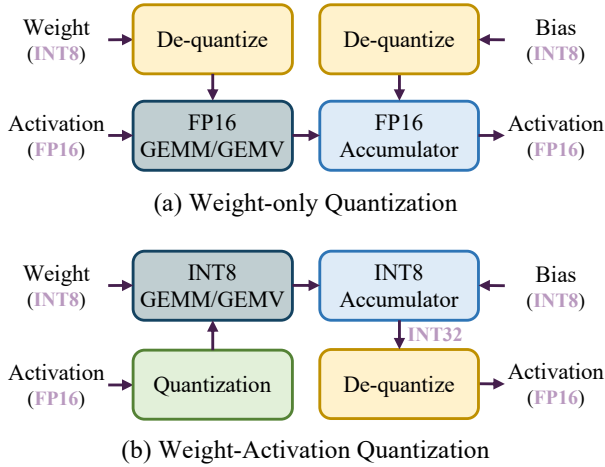 Weight
(INT8)
De-quantize
De-quantize
Bias
(INT8)
Activation
(FP16)
FP16
GEMM/GEMV
FP16
Accumulator
Activation
(FP16)
(a) Weight-only Quantization
Weight
(INT8)
INT8
GEMM/GEMV
INT8
Accumulator
Bias
(INT8)
INT32
Activation
(FP16)
Quantization
De-quantize
Activation
(FP16)
(b) Weight-Activation Quantization